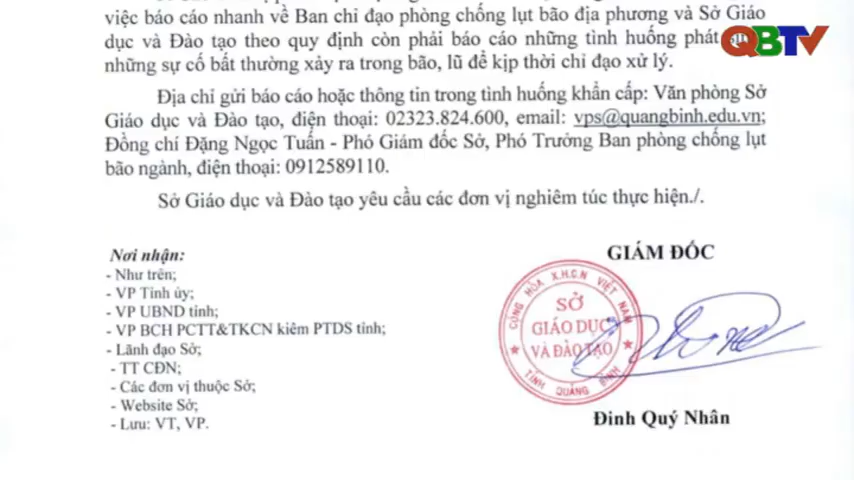 việc báo cáo nhanh về Ban chỉ đạo phòng chống lụt bão địa phương và Sở Giáo
dục và Đào tạo theo quy định còn phải báo cáo những tình huống phát
QBTV
những sự cố bất thường xảy ra trong bão, lũ để kịp thời chỉ đạo xử lý.
Địa chỉ gửi báo cáo hoặc thông tin trong tình huống khẩn cấp: Văn phòng Sở
Giáo dục và Đào tạo, điện thoại: 02323.824.600, email: vps@quangbinh.edu.vn;
Đồng chí Đặng Ngọc Tuấn - Phó Giám đốc Sở, Phó Trưởng Ban phòng chống lụt
bão ngành, điện thoại: 0912589110.
Sở Giáo dục và Đào tạo yêu cầu các đơn vị nghiêm túc thực hiện./.
Nơi nhận:
- Như trên;
- VP Tỉnh ủy;
- VP UBND tỉnh;
- VP BCH PCTT&TKCN kiêm PTDS tỉnh;
- Lãnh đạo Sở;
- TT CĐN;
- Các đơn vị thuộc Sở;
- Website Sở;
- Lưu: VT, VP.
GIÁM ĐỐC
CỘNG HÒA X.H.C.N VIỆT NAM
SỞ
GIÁO DỤC
VÀ ĐÀO TẠO
TỈNH QUẢNG BÌNH
Đinh Quý Nhân